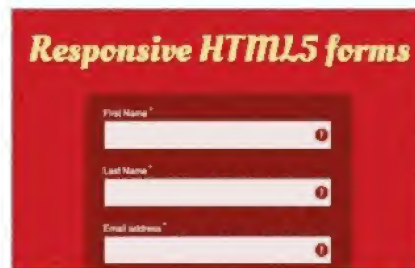 Responsive HTML5 forms
First Name *
Last Name *
Email address *